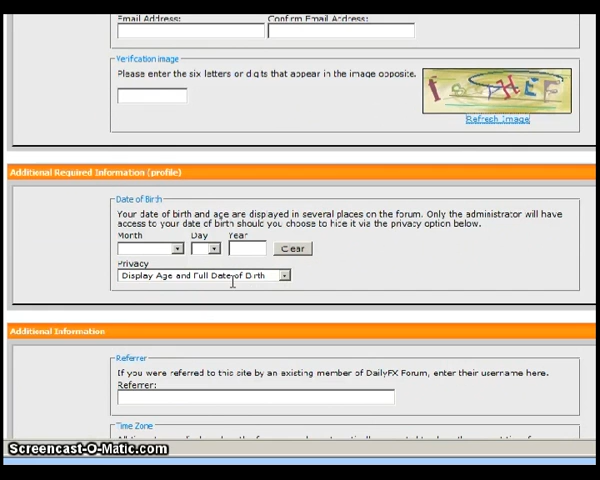 Email Address: Confirm Email Address:
Verification Image
Please enter the six letters or digits that appear in the image opposite.
Refresh Image
Additional Required Information (profile)
Date of Birth
Your date of birth and age are displayed in several places on the forum. Only the administrator will have
access to your date of birth should you choose to hide it via the privacy option below.
Month Day Year
Clear
Privacy
Display Age and Full Date of Birth
Additional Information
Referrer
If you were referred to this site by an existing member of DailyFX Forum, enter their username here.
Referrer:
Time Zone
Screencast-O-Matic.com